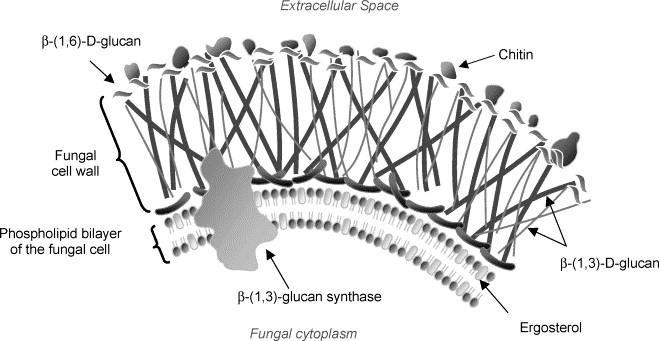 Extracellular Space
β-(1,6)-D-glucan
Chitin
Fungal
cell wall
Phospholipid bilayer
of the fungal cell
β-(1,3)-D-glucan
β-(1,3)-glucan synthase
Ergosterol
Fungal cytoplasm